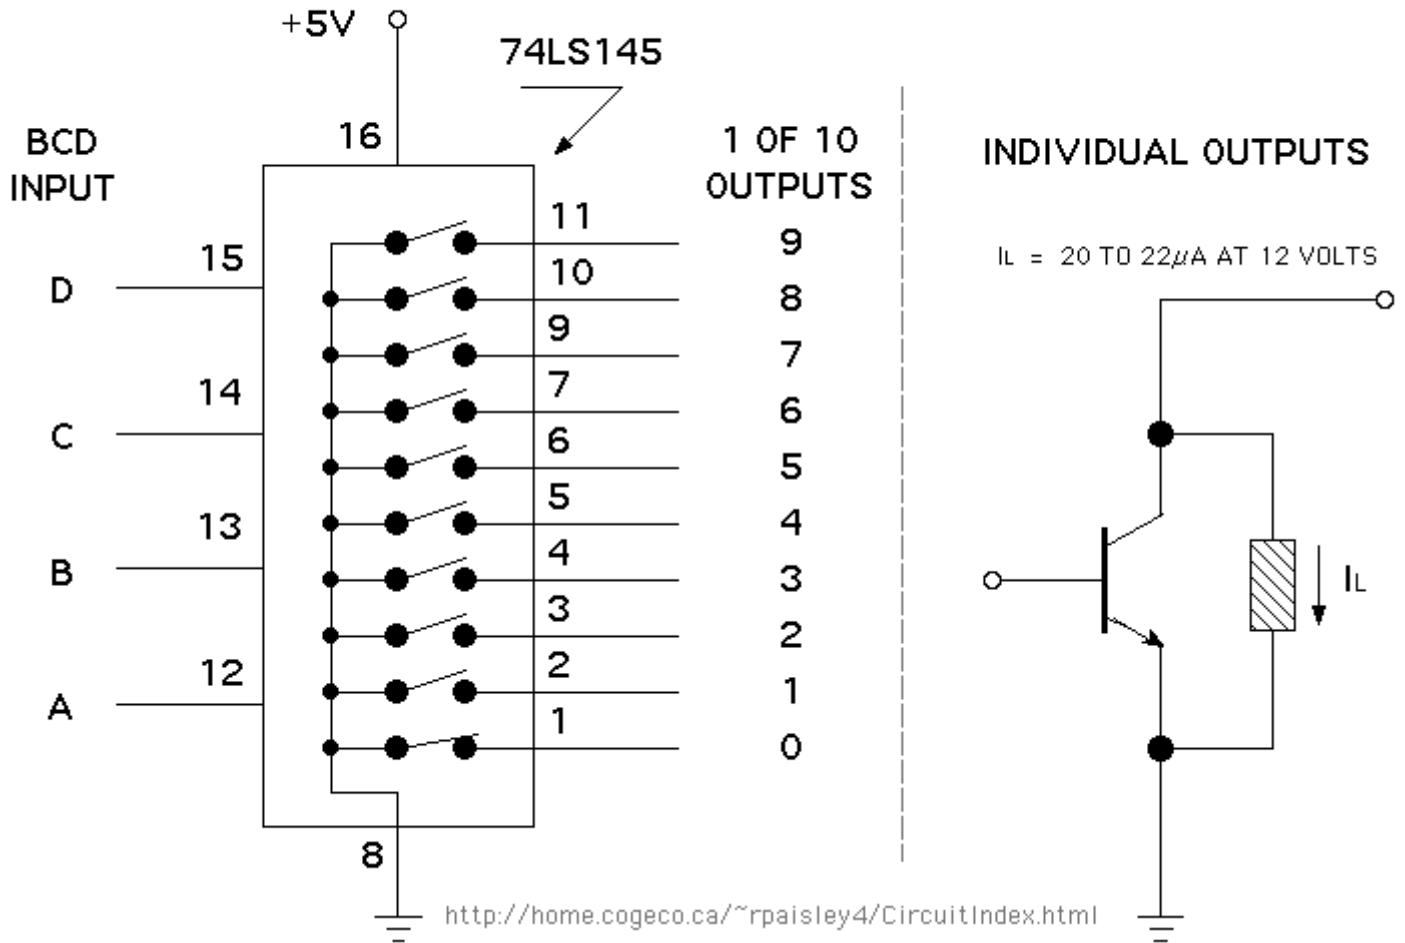 +5V
74LS145
BCD
INPUT
16
1 OF 10
OUTPUTS
INDIVIDUAL OUTPUTS
IL = 20 TO 22µA AT 12 VOLTS
D
15
C
14
B
13
A
12
11
9
10
8
9
7
7
6
6
5
5
4
4
3
3
2
2
1
1
0
8
IL
http://home.cogeco.ca/~rpaisley4/CircuitIndex.html